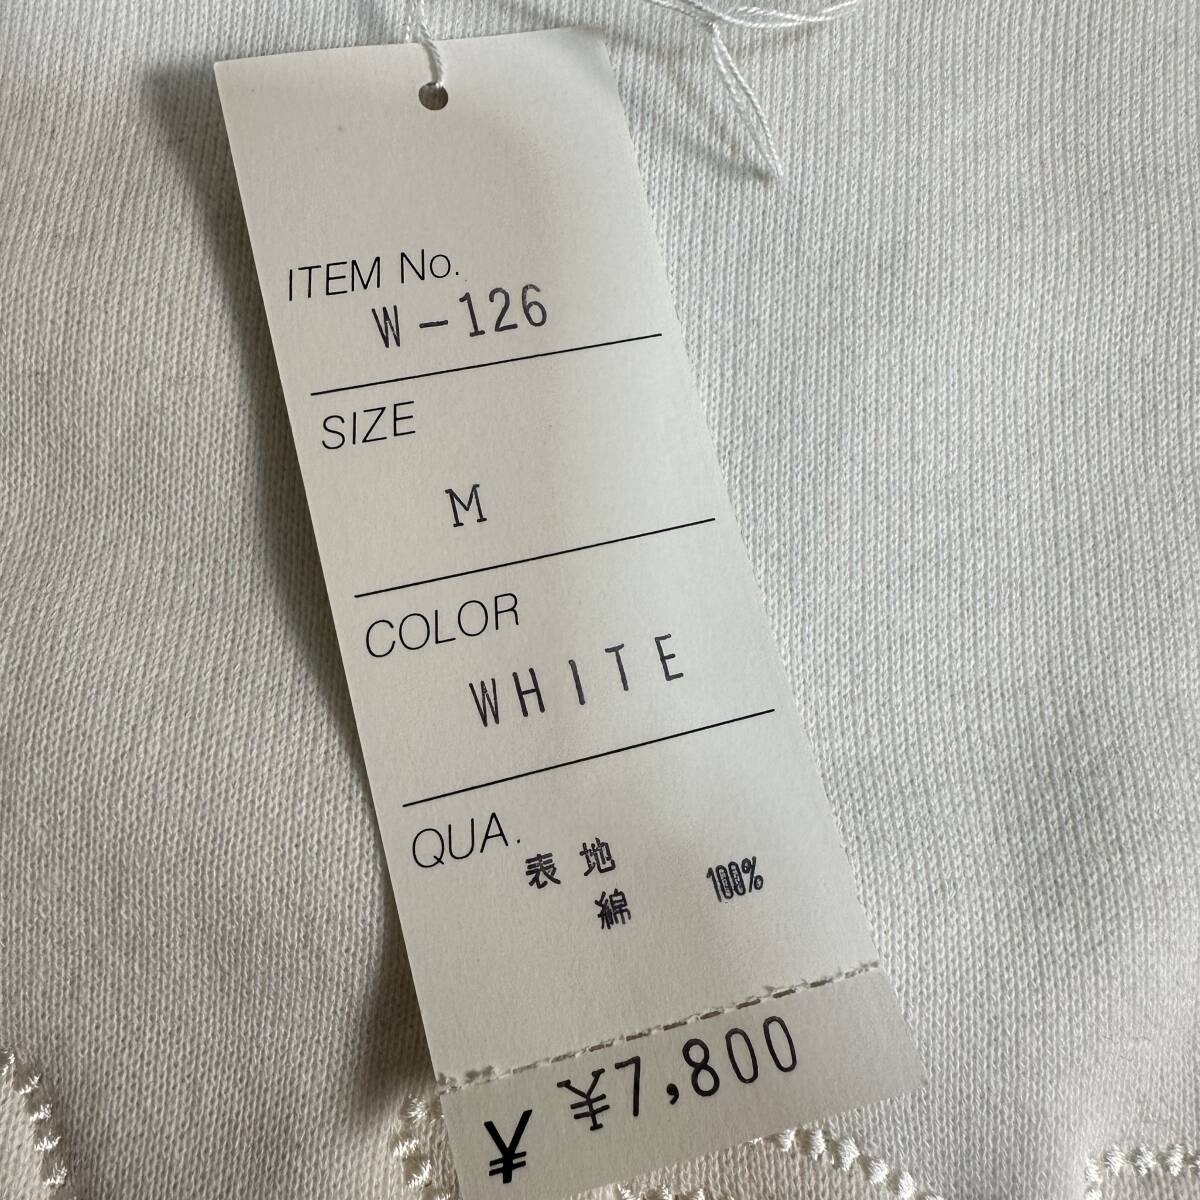 ITEM No.
W-126
SIZE
M
COLOR
WHITE
QUA.
表地
綿 100%
¥ ¥7,800